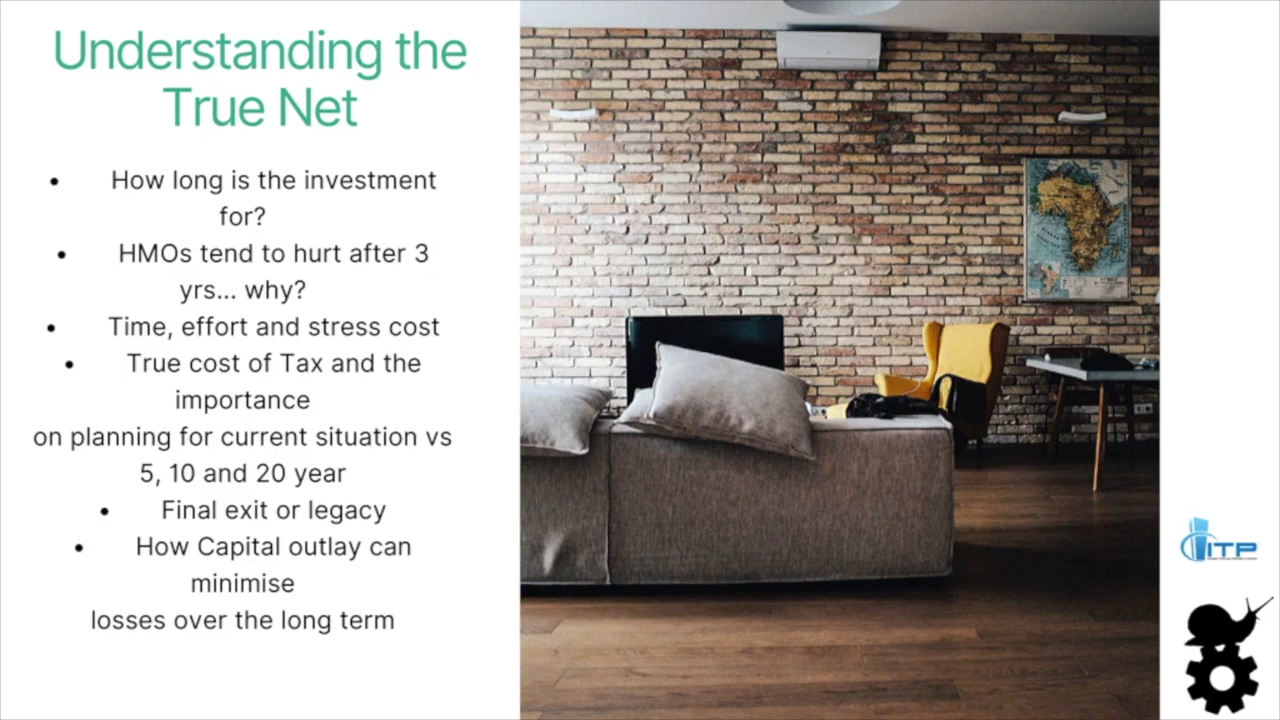 Understanding the
True Net
• How long is the investment
for?
• HMOs tend to hurt after 3
yrs... why?
• Time, effort and stress cost
• True cost of Tax and the
importance
on planning for current situation vs
5, 10 and 20 year
• Final exit or legacy
• How Capital outlay can
minimise
losses over the long term
ITP